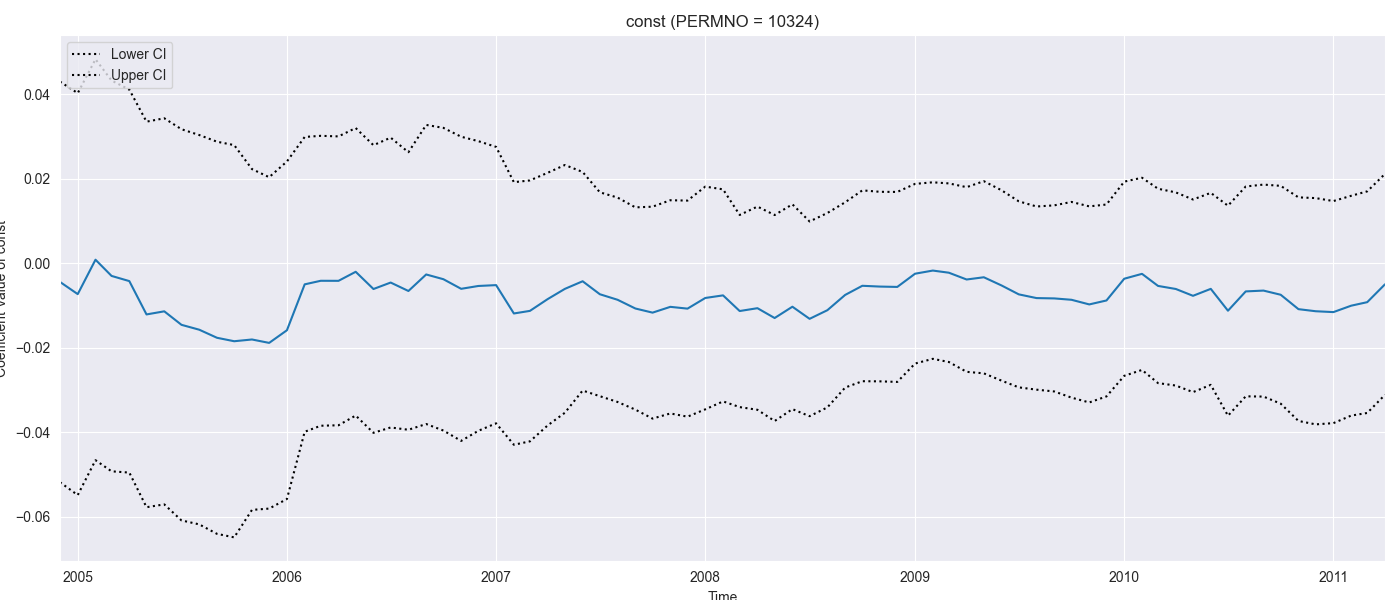 const (PERMNO = 10324)
Lower CI
Upper CI
0.04
0.02
0.00
−0.02
−0.04
−0.06
Coefficient Value of const
2005 2006 2007 2008 2009 2010 2011
Time